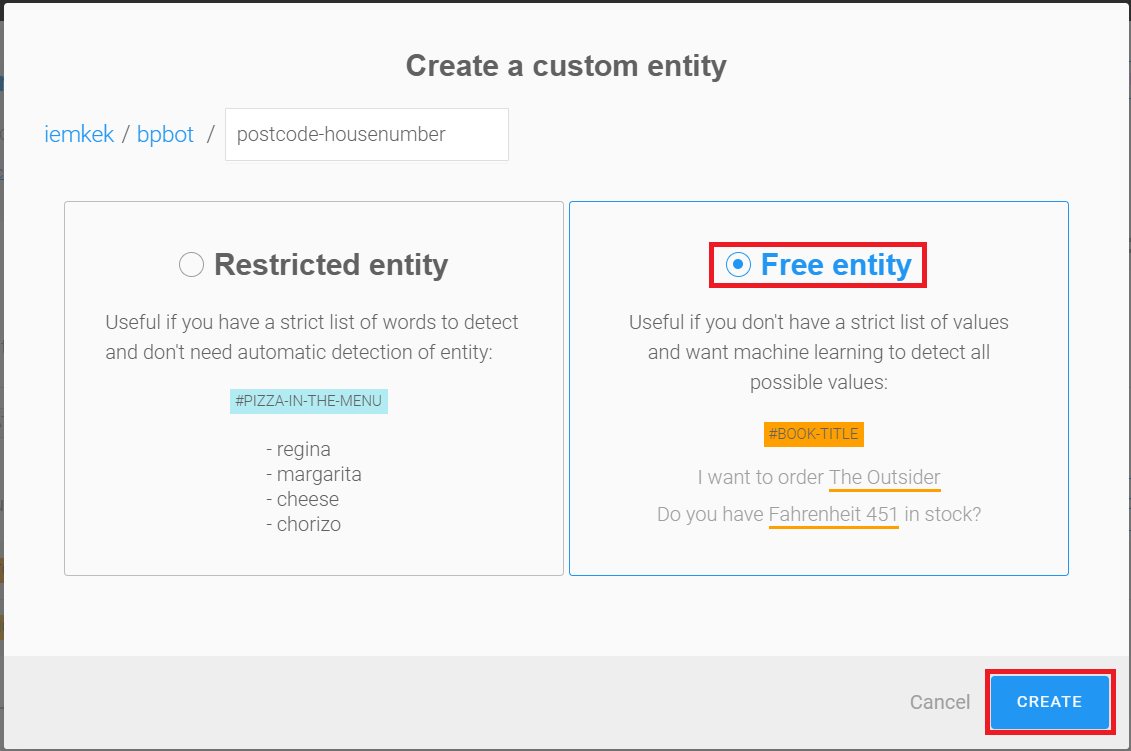 Create a custom entity
iemkek / bpbot / postcode-housenumber
Restricted entity
Useful if you have a strict list of words to detect
and don't need automatic detection of entity:
#PIZZA-IN-THE-MENU
- regina
- margarita
- cheese
- chorizo
Free entity
Useful if you don't have a strict list of values
and want machine learning to detect all
possible values:
#BOOK-TITLE
I want to order The Outsider
Do you have Fahrenheit 451 in stock?
Cancel
CREATE